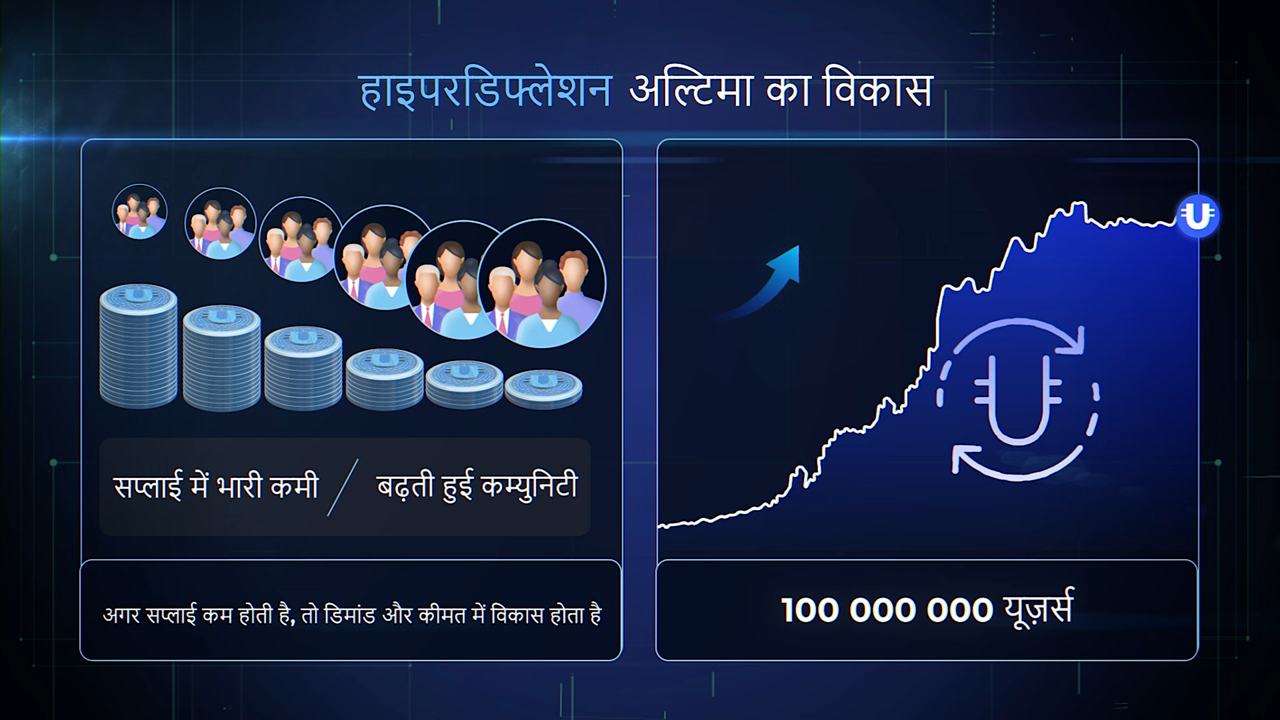 हाइपरडिफ्लेशन अल्टिमा का विकास
सप्लाई में भारी कमी / बढ़ती हुई कम्युनिटी
अगर सप्लाई कम होती है, तो डिमांड और कीमत में विकास होता है
100 000 000 यूज़र्स